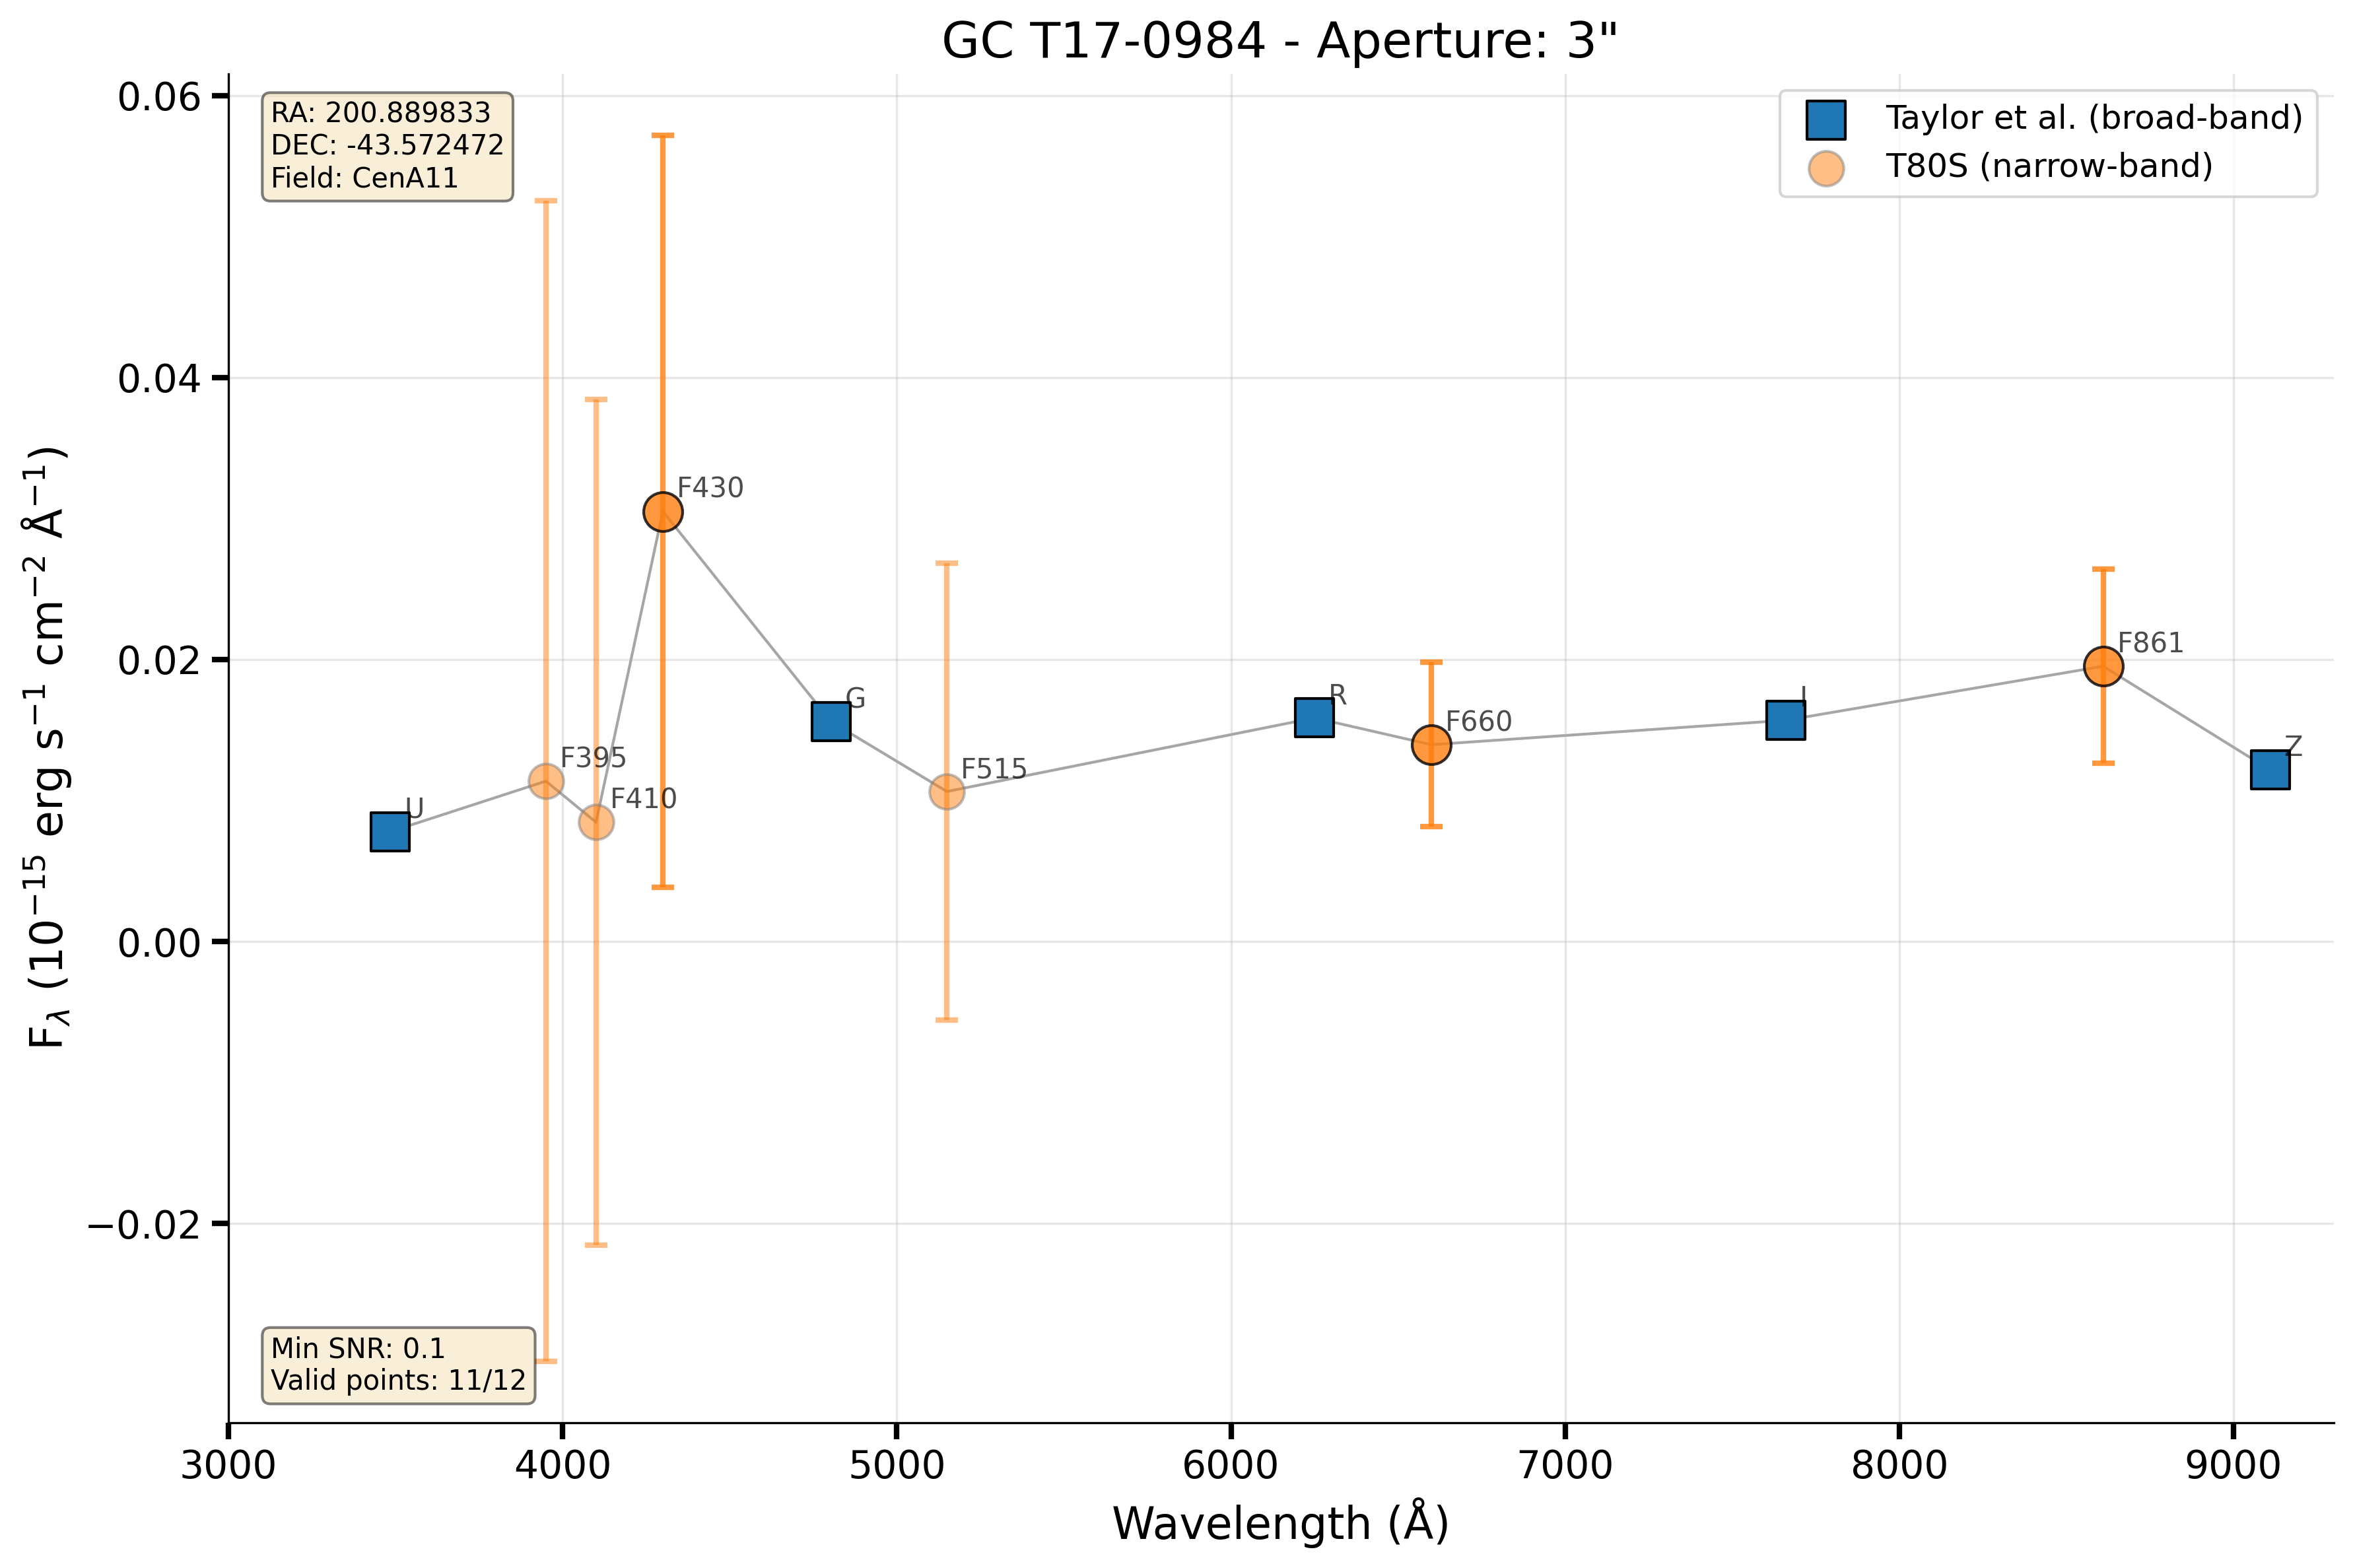 GC T17-0984 - Aperture: 3"
RA: 200.889833
DEC: -43.572472
Field: CenA11
Taylor et al. (broad-band)
T80S (narrow-band)
0.06
0.04
0.02
0.00
−0.02
F$_λ$ (10$^{−15}$ erg s$^{−1}$ cm$^{−2}$ Å$^{−1}$)
U
F395
F410
F430
G
F515
R
F660
I
F861
Z
Min SNR: 0.1
Valid points: 11/12
3000
4000
5000
6000
7000
8000
9000
Wavelength (Å)